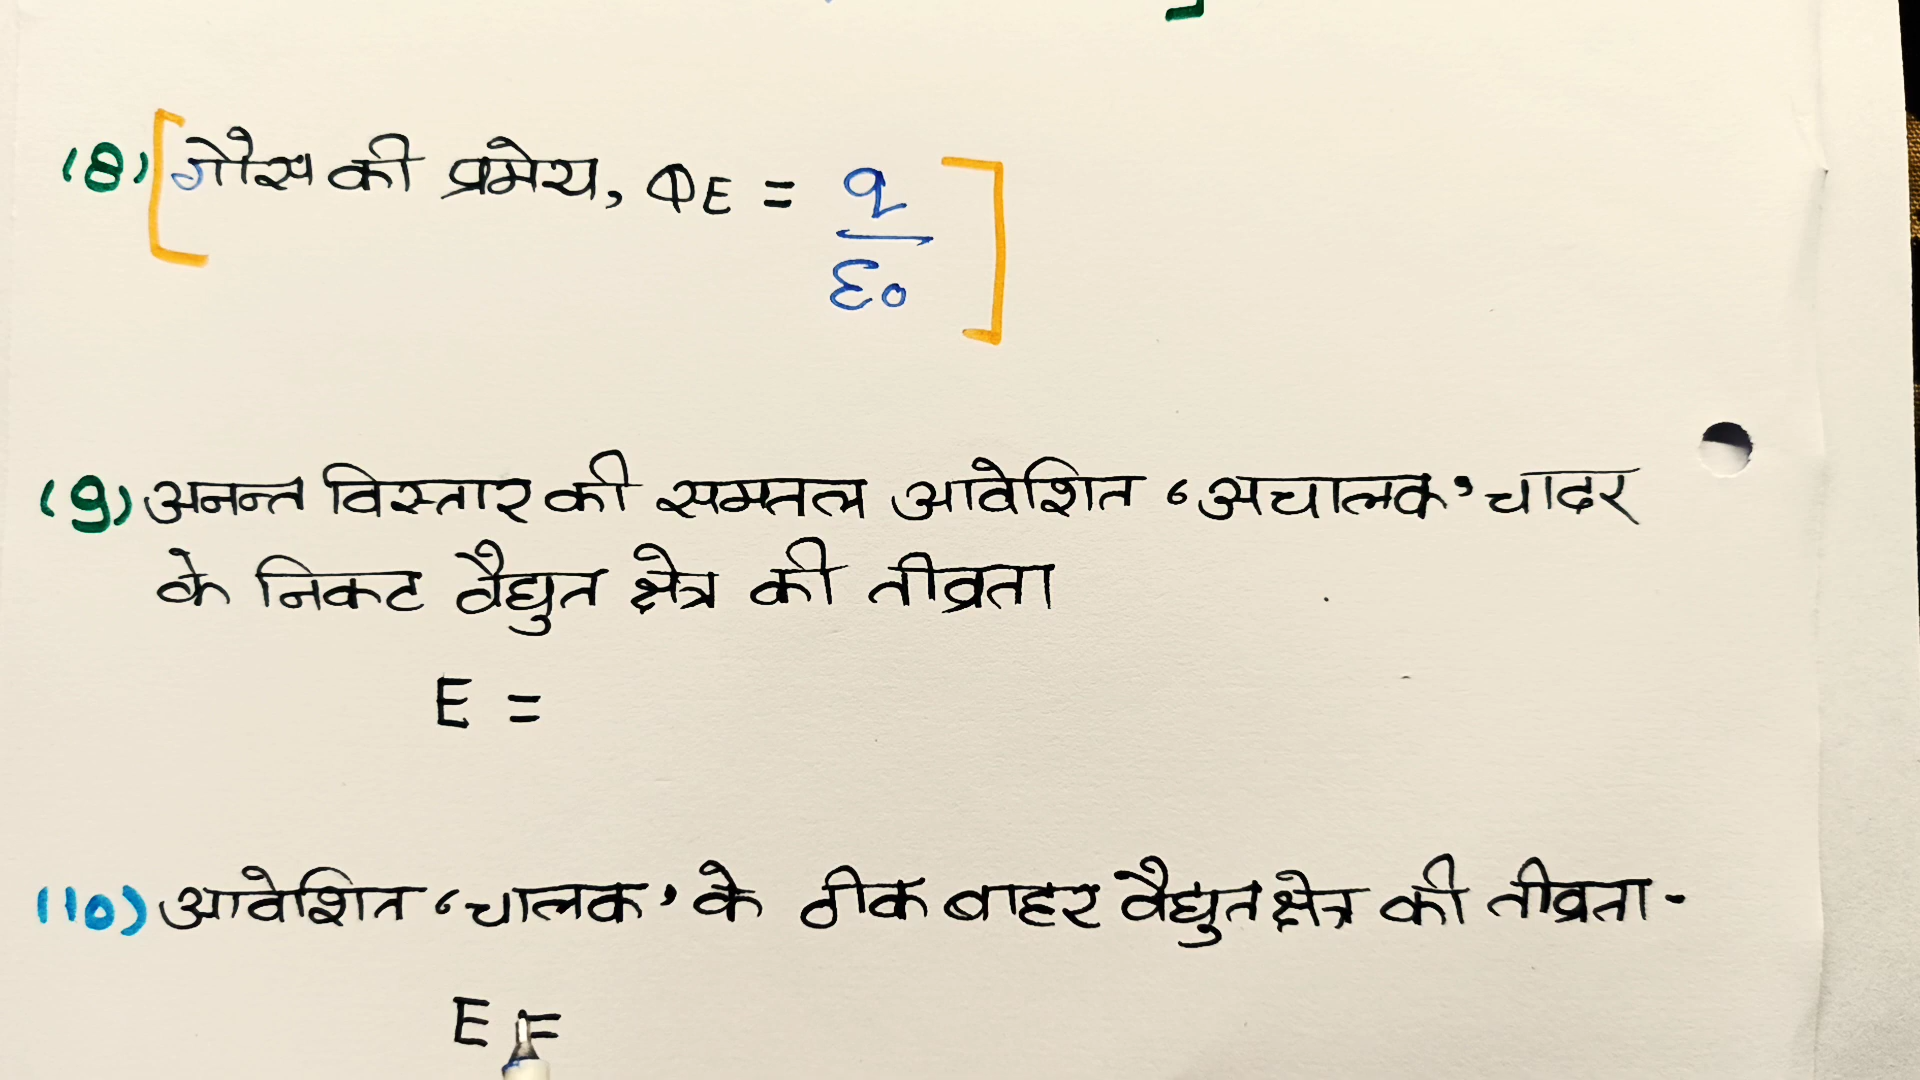 (8) [गौस की प्रमेय, ΦE = q/ε0]
(9) अनन्त विस्तार की समतल आवेशित ‘अचालक’ चादर
के निकट वैद्युत क्षेत्र की तीव्रता
E =
(10) आवेशित ‘चालक’ के ठीक बाहर वैद्युत क्षेत्र की तीव्रता -
E =